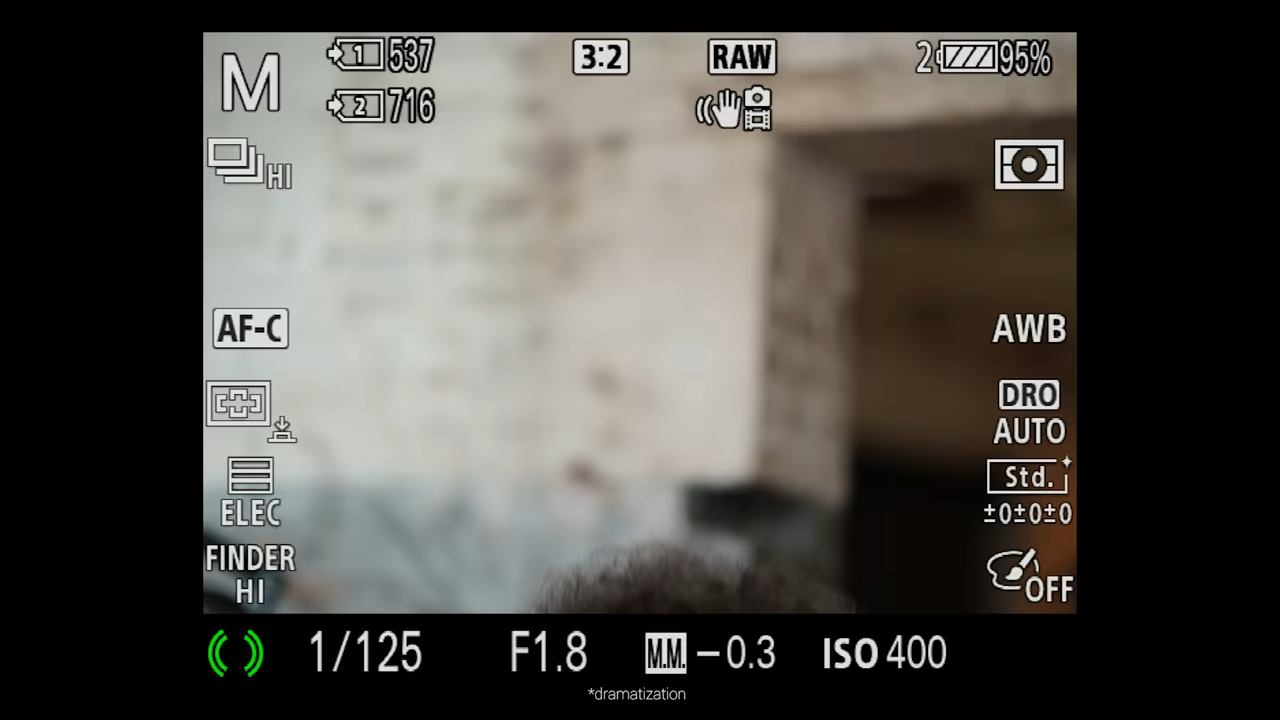 M 1 537 3:2 RAW 2 95%
2 716
HI
AF-C AWB
DRO
AUTO
Std.
ELEC ±0±0±0
FINDER
HI OFF
1/125 F1.8 M.M. −0.3 ISO 400
*dramatization